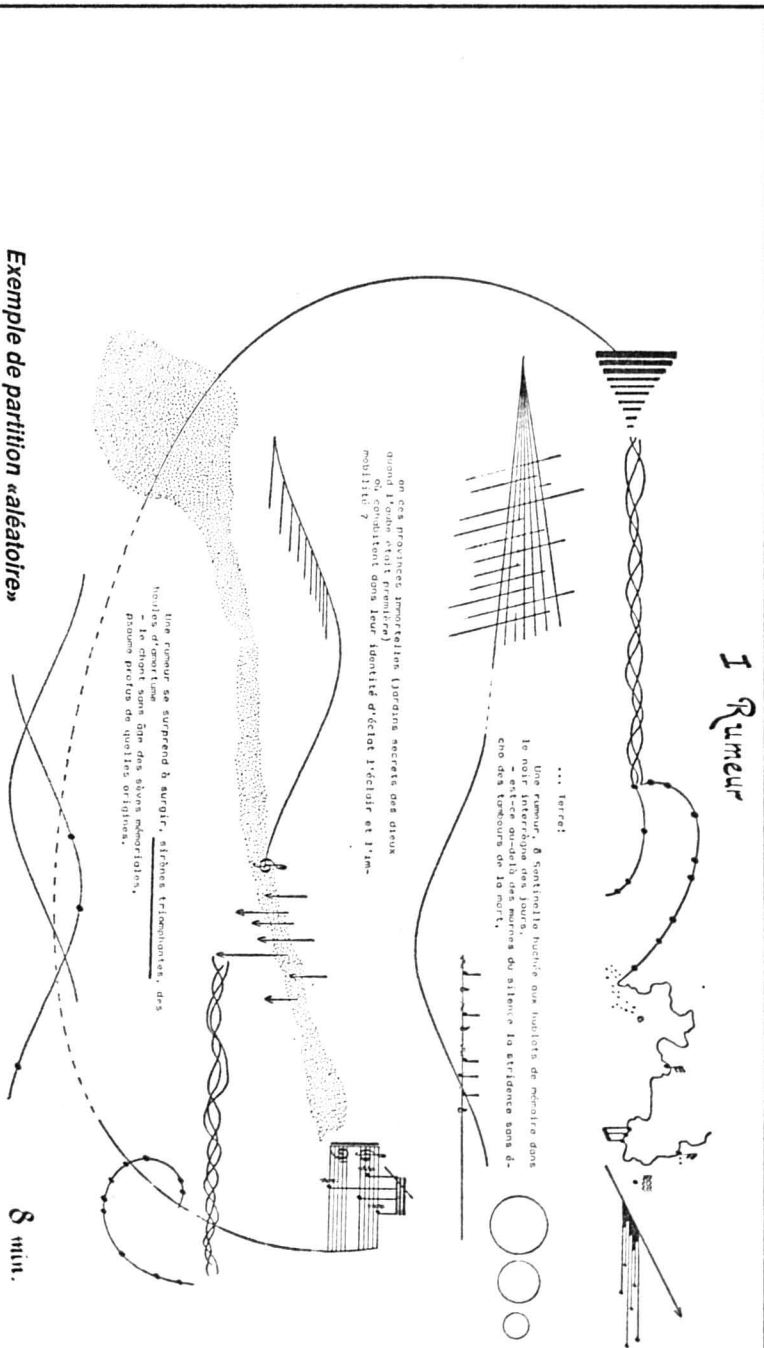 I Rumeur
... Terre!
Une rumeur, ô Sentinelle huchée aux hublots de mémoire dans
le noir interrègne des jours.
- est-ce au-delà des mornes du silence la stridence sans é-
cho des tambours de la mort,
en ces provinces immortelles (jardins secrets des dieux
quand l'aube était première)
où cohabitent dans leur identité d'éclat l'éclair et l'im-
mobilité ?
Une rumeur se surprend à surgir, sirènes triomphantes, des
houles d'amertume
- le chant sans âge des sèves mémoriales,
psaume profus de quelles origines.
8 min.
Exemple de partition «aléatoire»